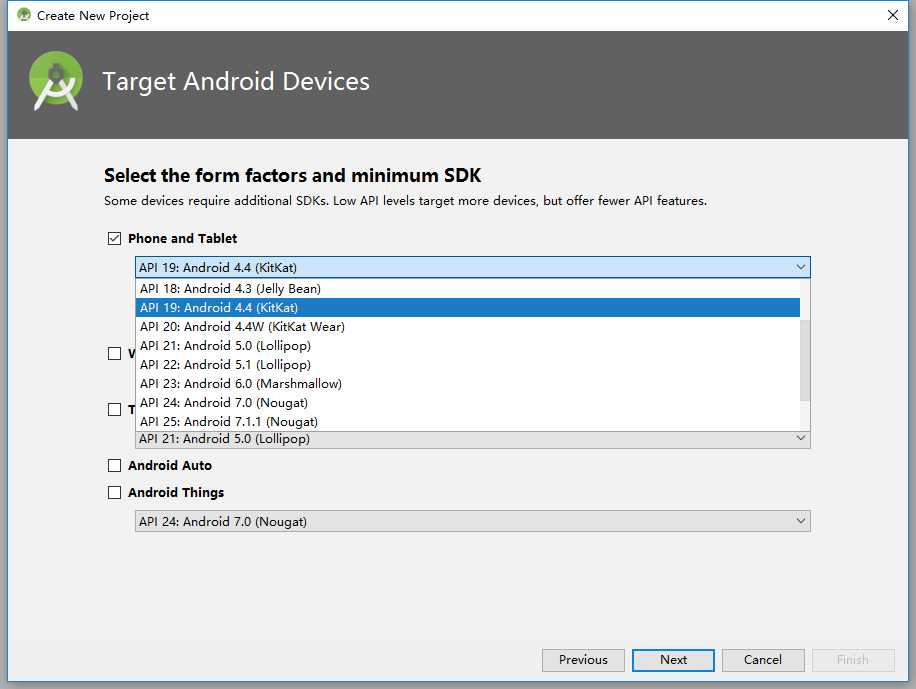 Create New Project
Target Android Devices
Select the form factors and minimum SDK
Some devices require additional SDKs. Low API levels target more devices, but offer fewer API features.
Phone and Tablet
API 19: Android 4.4 (KitKat)
API 18: Android 4.3 (Jelly Bean)
API 19: Android 4.4 (KitKat)
API 20: Android 4.4W (KitKat Wear)
API 21: Android 5.0 (Lollipop)
API 22: Android 5.1 (Lollipop)
API 23: Android 6.0 (Marshmallow)
API 24: Android 7.0 (Nougat)
API 25: Android 7.1.1 (Nougat)
API 21: Android 5.0 (Lollipop)
Android Auto
Android Things
API 24: Android 7.0 (Nougat)
Previous
Next
Cancel
Finish